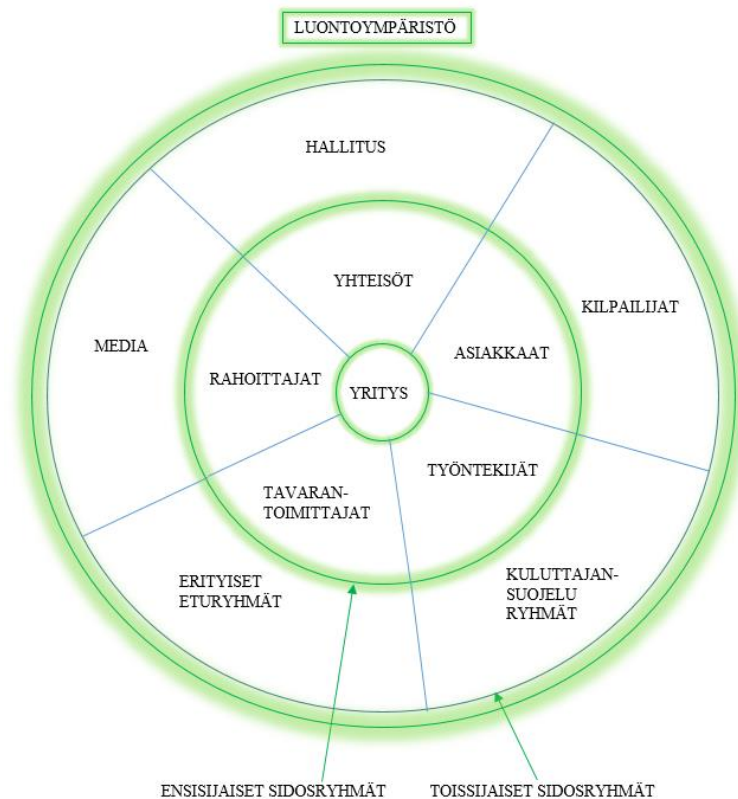 LUONTOYMPÄRISTÖ
HALLITUS
YHTEISÖT
KILPAILIJAT
MEDIA
ASIAKKAAT
RAHOITTAJAT
YRITYS
TYÖNTEKIJÄT
TAVARAN-
TOIMITTAJAT
ERITYISET
ETURYHMÄT
KULUTTAJAN-
SUOJELU
RYHMÄT
ENSISIJAISET SIDOSRYHMÄT
TOISSIJAISET SIDOSRYHMÄT